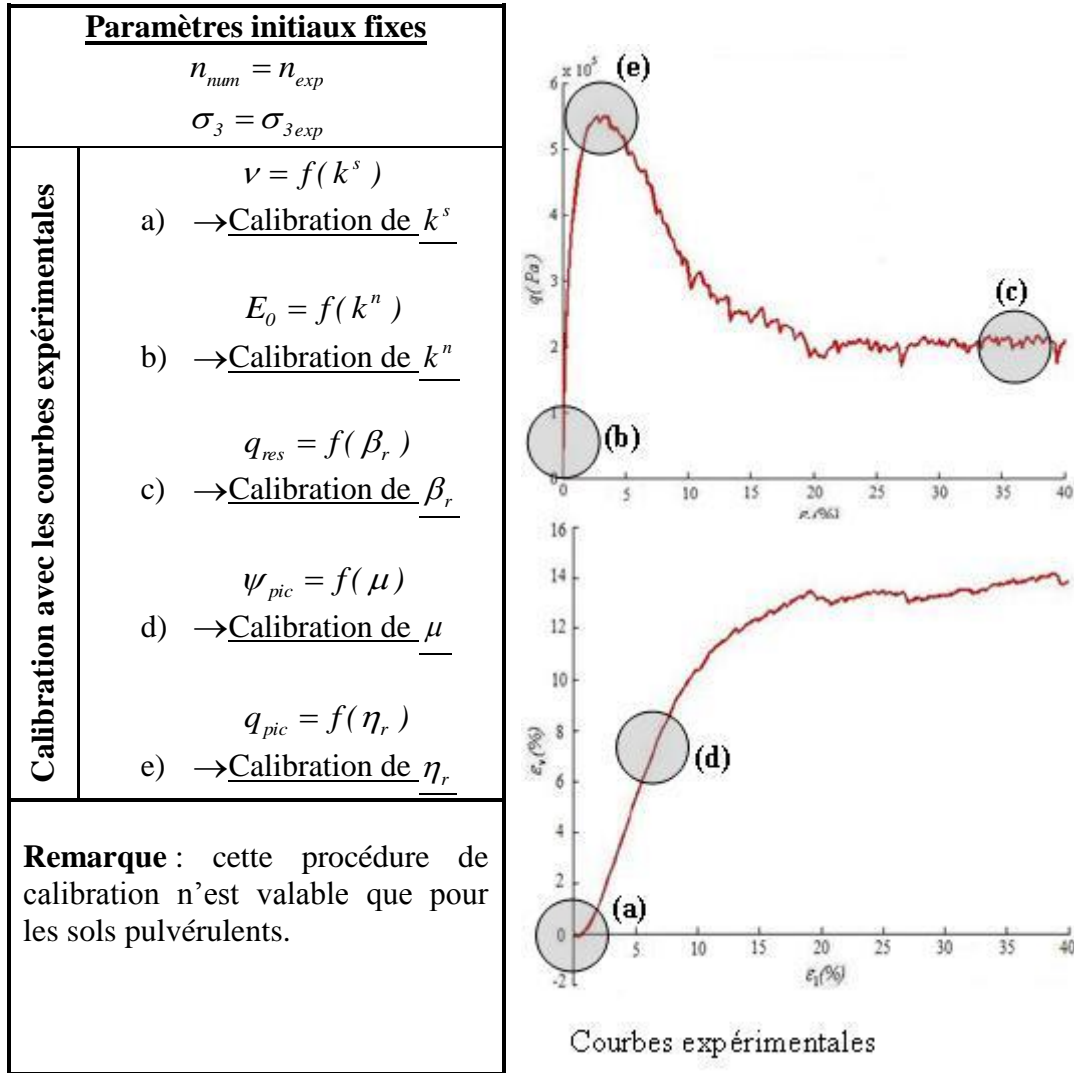 Paramètres initiaux fixes
n_num = n_exp
σ_3 = σ_3exp
Calibration avec les courbes expérimentales
ν = f( k^s )
a) →Calibration de k^s
E_0 = f( k^n )
b) →Calibration de k^n
q_res = f( β_r )
c) →Calibration de β_r
ψ_pic = f( μ )
d) →Calibration de μ
q_pic = f( η_r )
e) →Calibration de η_r
Remarque : cette procédure de
calibration n’est valable que pour
les sols pulvérulents.
x 10^5
(e)
6
5
4
3
2
1
0
q(Pa)
(c)
(b)
0 5 10 15 20 25 30 35 40
16
14
12
10
8
6
4
2
0
-2
ε_v(%)
(d)
(a)
5 10 15 20 25 30 35 40
ε_1(%)
Courbes expérimentales